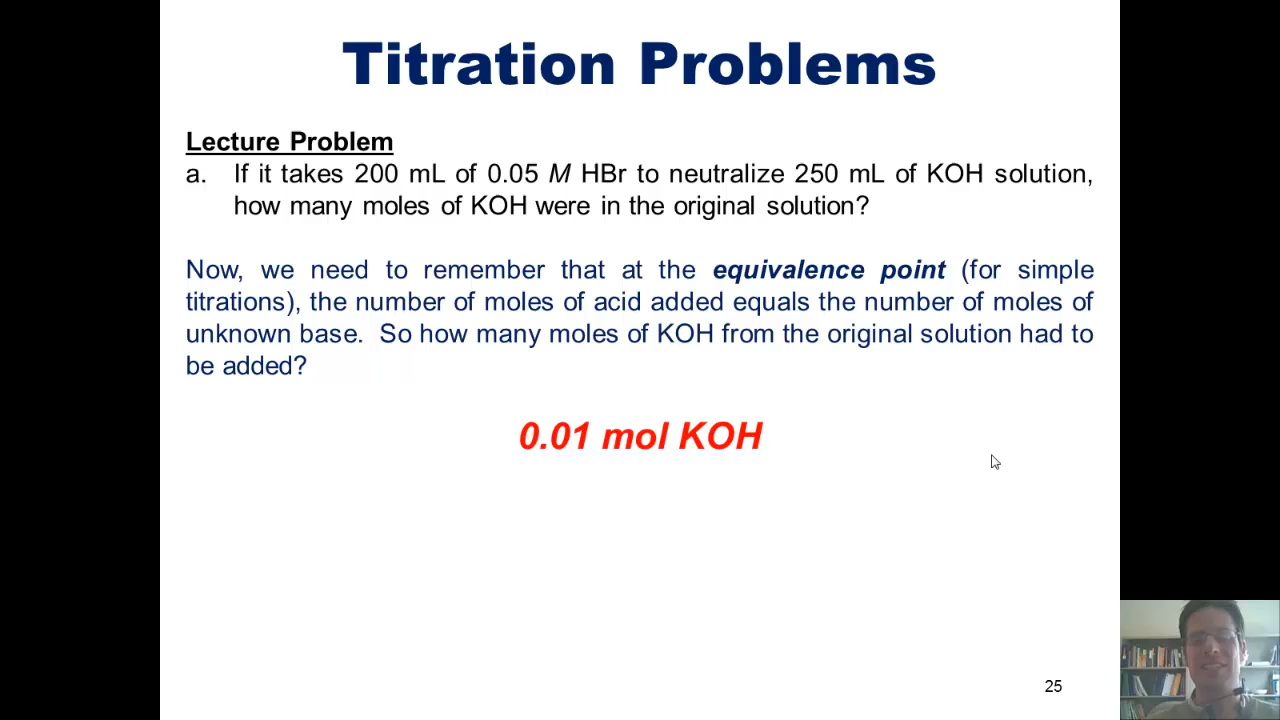 Titration Problems
Lecture Problem
a. If it takes 200 mL of 0.05 M HBr to neutralize 250 mL of KOH solution,
how many moles of KOH were in the original solution?
Now, we need to remember that at the equivalence point (for simple
titrations), the number of moles of acid added equals the number of moles of
unknown base. So how many moles of KOH from the original solution had to
be added?
0.01 mol KOH
25